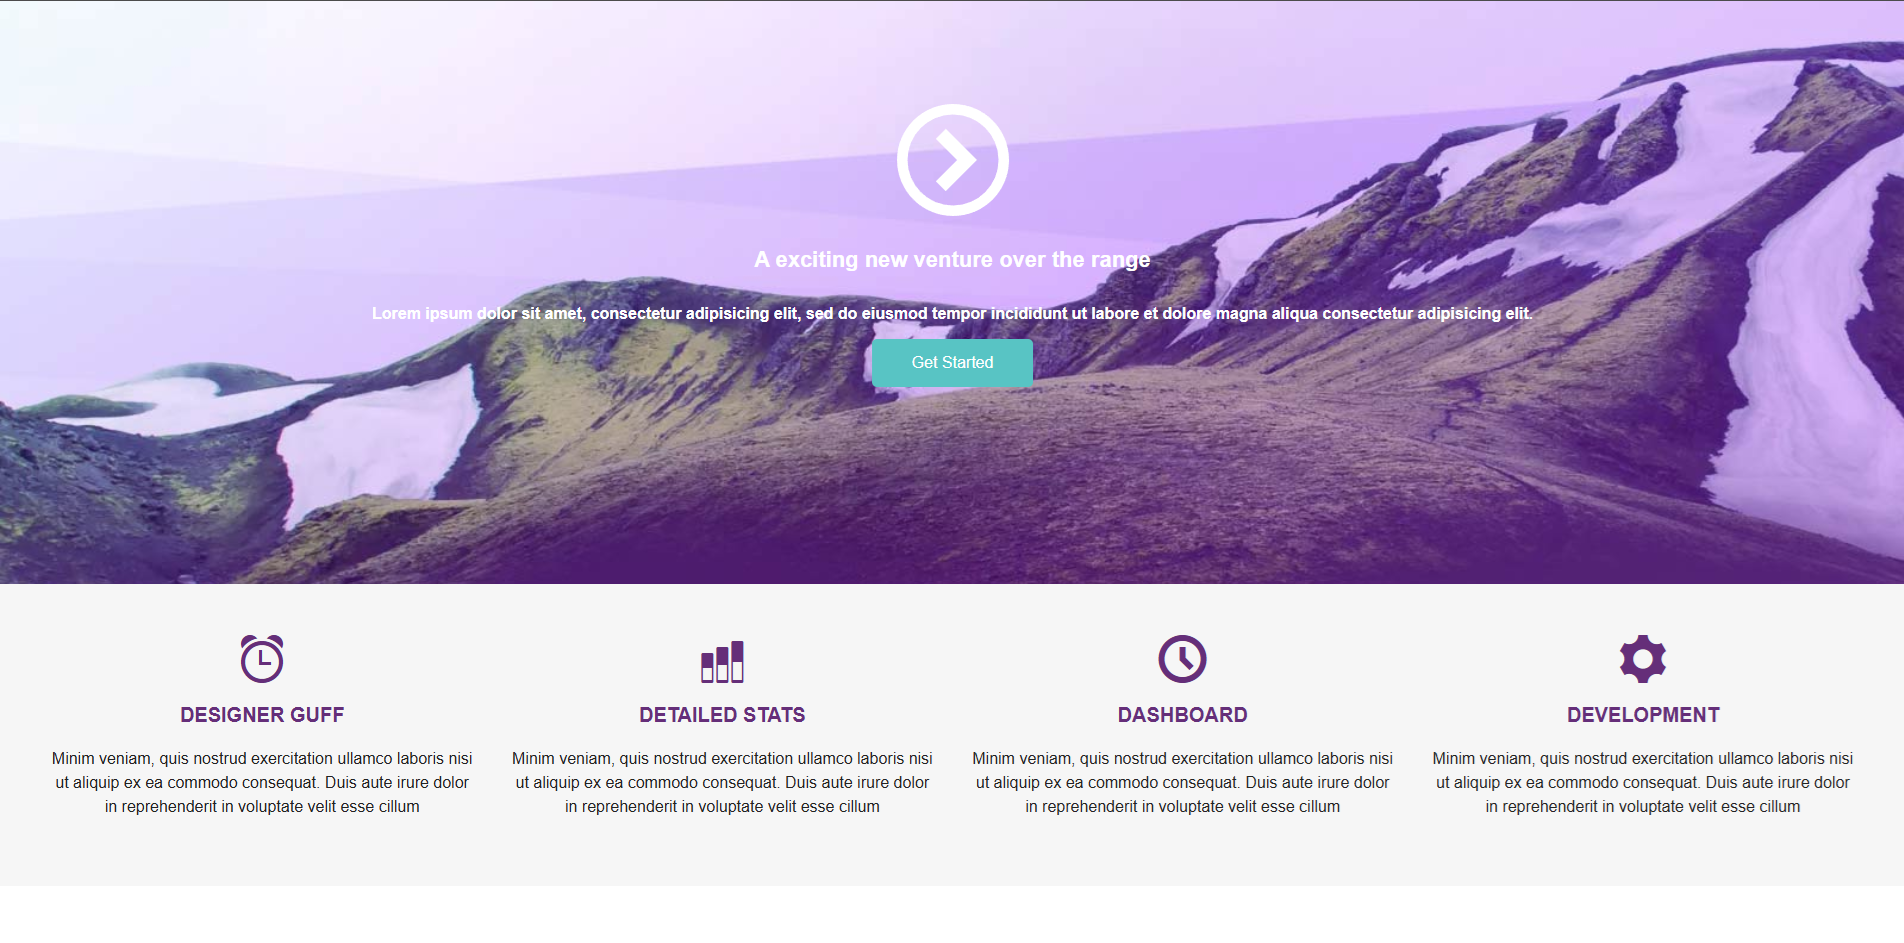 A exciting new venture over the range
Lorem ipsum dolor sit amet, consectetur adipisicing elit, sed do eiusmod tempor incididunt ut labore et dolore magna aliqua consectetur adipisicing elit.
Get Started
DESIGNER GUFF
Minim veniam, quis nostrud exercitation ullamco laboris nisi
ut aliquip ex ea commodo consequat. Duis aute irure dolor
in reprehenderit in voluptate velit esse cillum
DETAILED STATS
Minim veniam, quis nostrud exercitation ullamco laboris nisi
ut aliquip ex ea commodo consequat. Duis aute irure dolor
in reprehenderit in voluptate velit esse cillum
DASHBOARD
Minim veniam, quis nostrud exercitation ullamco laboris nisi
ut aliquip ex ea commodo consequat. Duis aute irure dolor
in reprehenderit in voluptate velit esse cillum
DEVELOPMENT
Minim veniam, quis nostrud exercitation ullamco laboris nisi
ut aliquip ex ea commodo consequat. Duis aute irure dolor
in reprehenderit in voluptate velit esse cillum